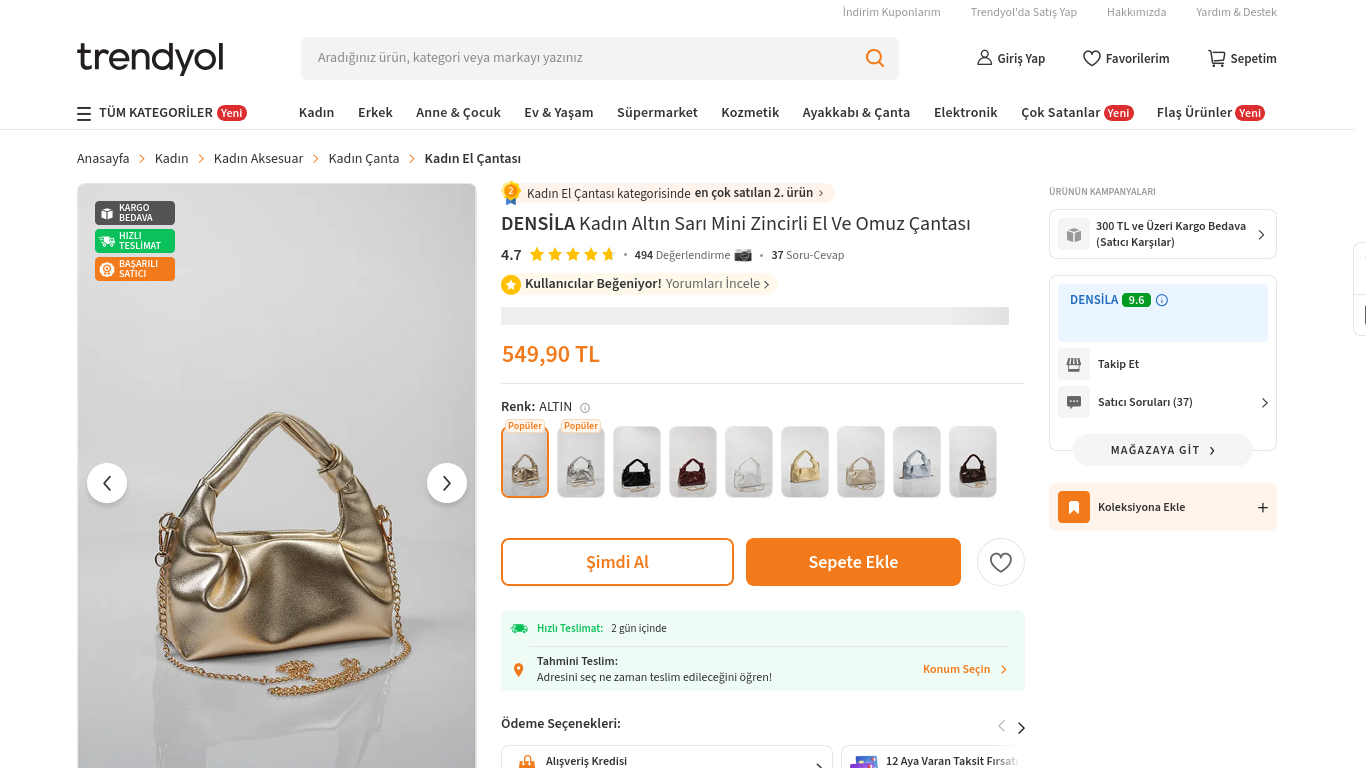 İndirim Kuponlarım Trendyol'da Satış Yap Hakkımızda Yardım & Destek
trendyol
Aradığınız ürün, kategori veya markayı yazınız
Giriş Yap Favorilerim Sepetim
TÜM KATEGORİLER Yeni Kadın Erkek Anne & Çocuk Ev & Yaşam Süpermarket Kozmetik Ayakkabı & Çanta Elektronik Çok Satanlar Yeni Flaş Ürünler Yeni
Anasayfa Kadın Kadın Aksesuar Kadın Çanta Kadın El Çantası
KARGO
BEDAVA
HIZLI
TESLİMAT
BAŞARILI
SATICI
2 Kadın El Çantası kategorisinde en çok satılan 2. ürün
DENSİLA Kadın Altın Sarı Mini Zincirli El Ve Omuz Çantası
4.7 • 494 Değerlendirme • 37 Soru-Cevap
Kullanıcılar Beğeniyor! Yorumları İncele
549,90 TL
Renk: ALTIN
Popüler Popüler
Şimdi Al Sepete Ekle
Hızlı Teslimat: 2 gün içinde
Tahmini Teslim:
Adresini seç ne zaman teslim edileceğini öğren!
Konum Seçin
Ödeme Seçenekleri:
Alışveriş Kredisi
12 Aya Varan Taksit Fırsatı
ÜRÜNÜN KAMPANYALARI
300 TL ve Üzeri Kargo Bedava
(Satıcı Karşılar)
DENSİLA 9.6
Takip Et
Satıcı Soruları (37)
MAĞAZAYA GİT
Koleksiyona Ekle +